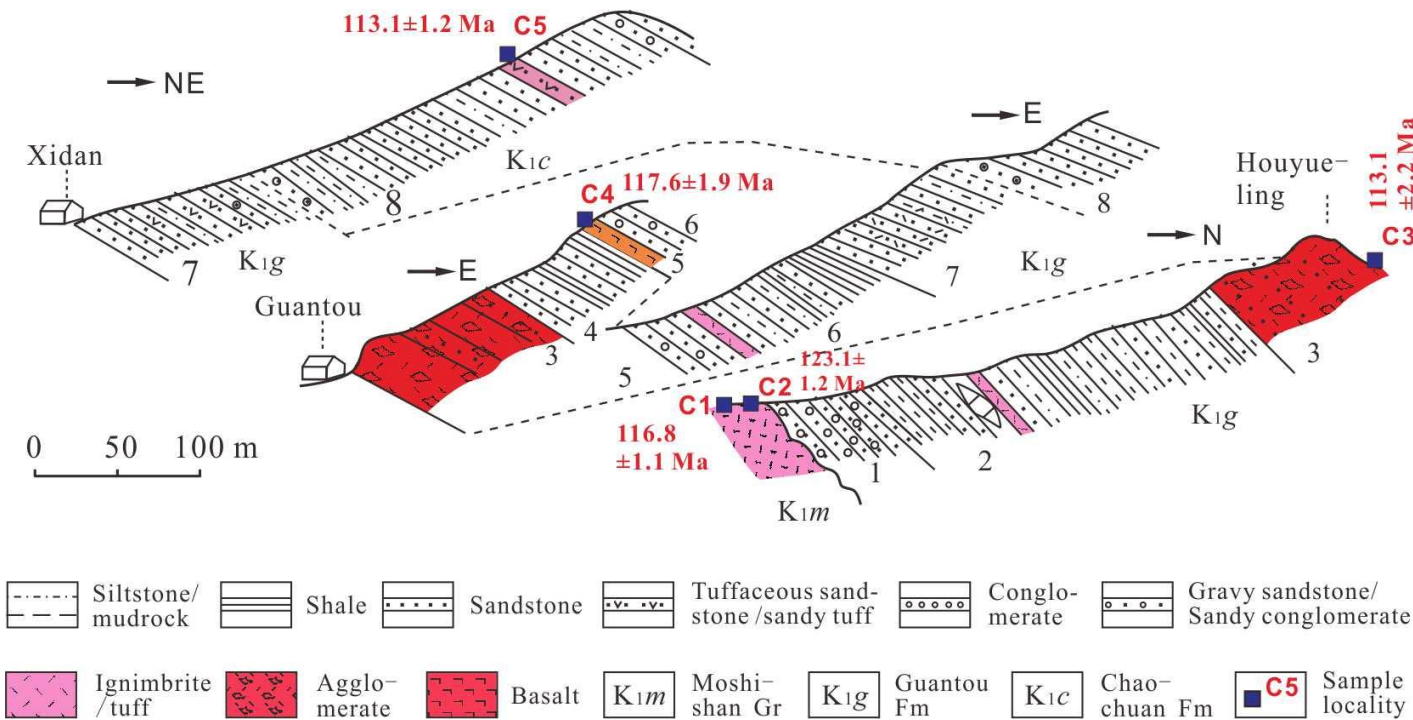 113.1±1.2 Ma C5
NE
Xidan
K1c
8
7
K1g
E
C4 117.6±1.9 Ma
6
5
E
Guantou
4
3
E
8
7
K1g
6
5
Houyue-
ling
113.1
±2.2 Ma
N
C3
3
123.1±
1.2 Ma
C1 C2
116.8
±1.1 Ma
K1g
2
1
K1m
0 50 100 m
Siltstone/
mudrock
Shale
Sandstone
Tuffaceous sand-
stone/sandy tuff
Conglo-
merate
Gravy sandstone/
Sandy conglomerate
Ignimbrite
/tuff
Agglo-
merate
Basalt
K1m Moshi-
shan Gr
K1g Guantou
Fm
K1c Chao-
chuan Fm
C5 Sample
locality